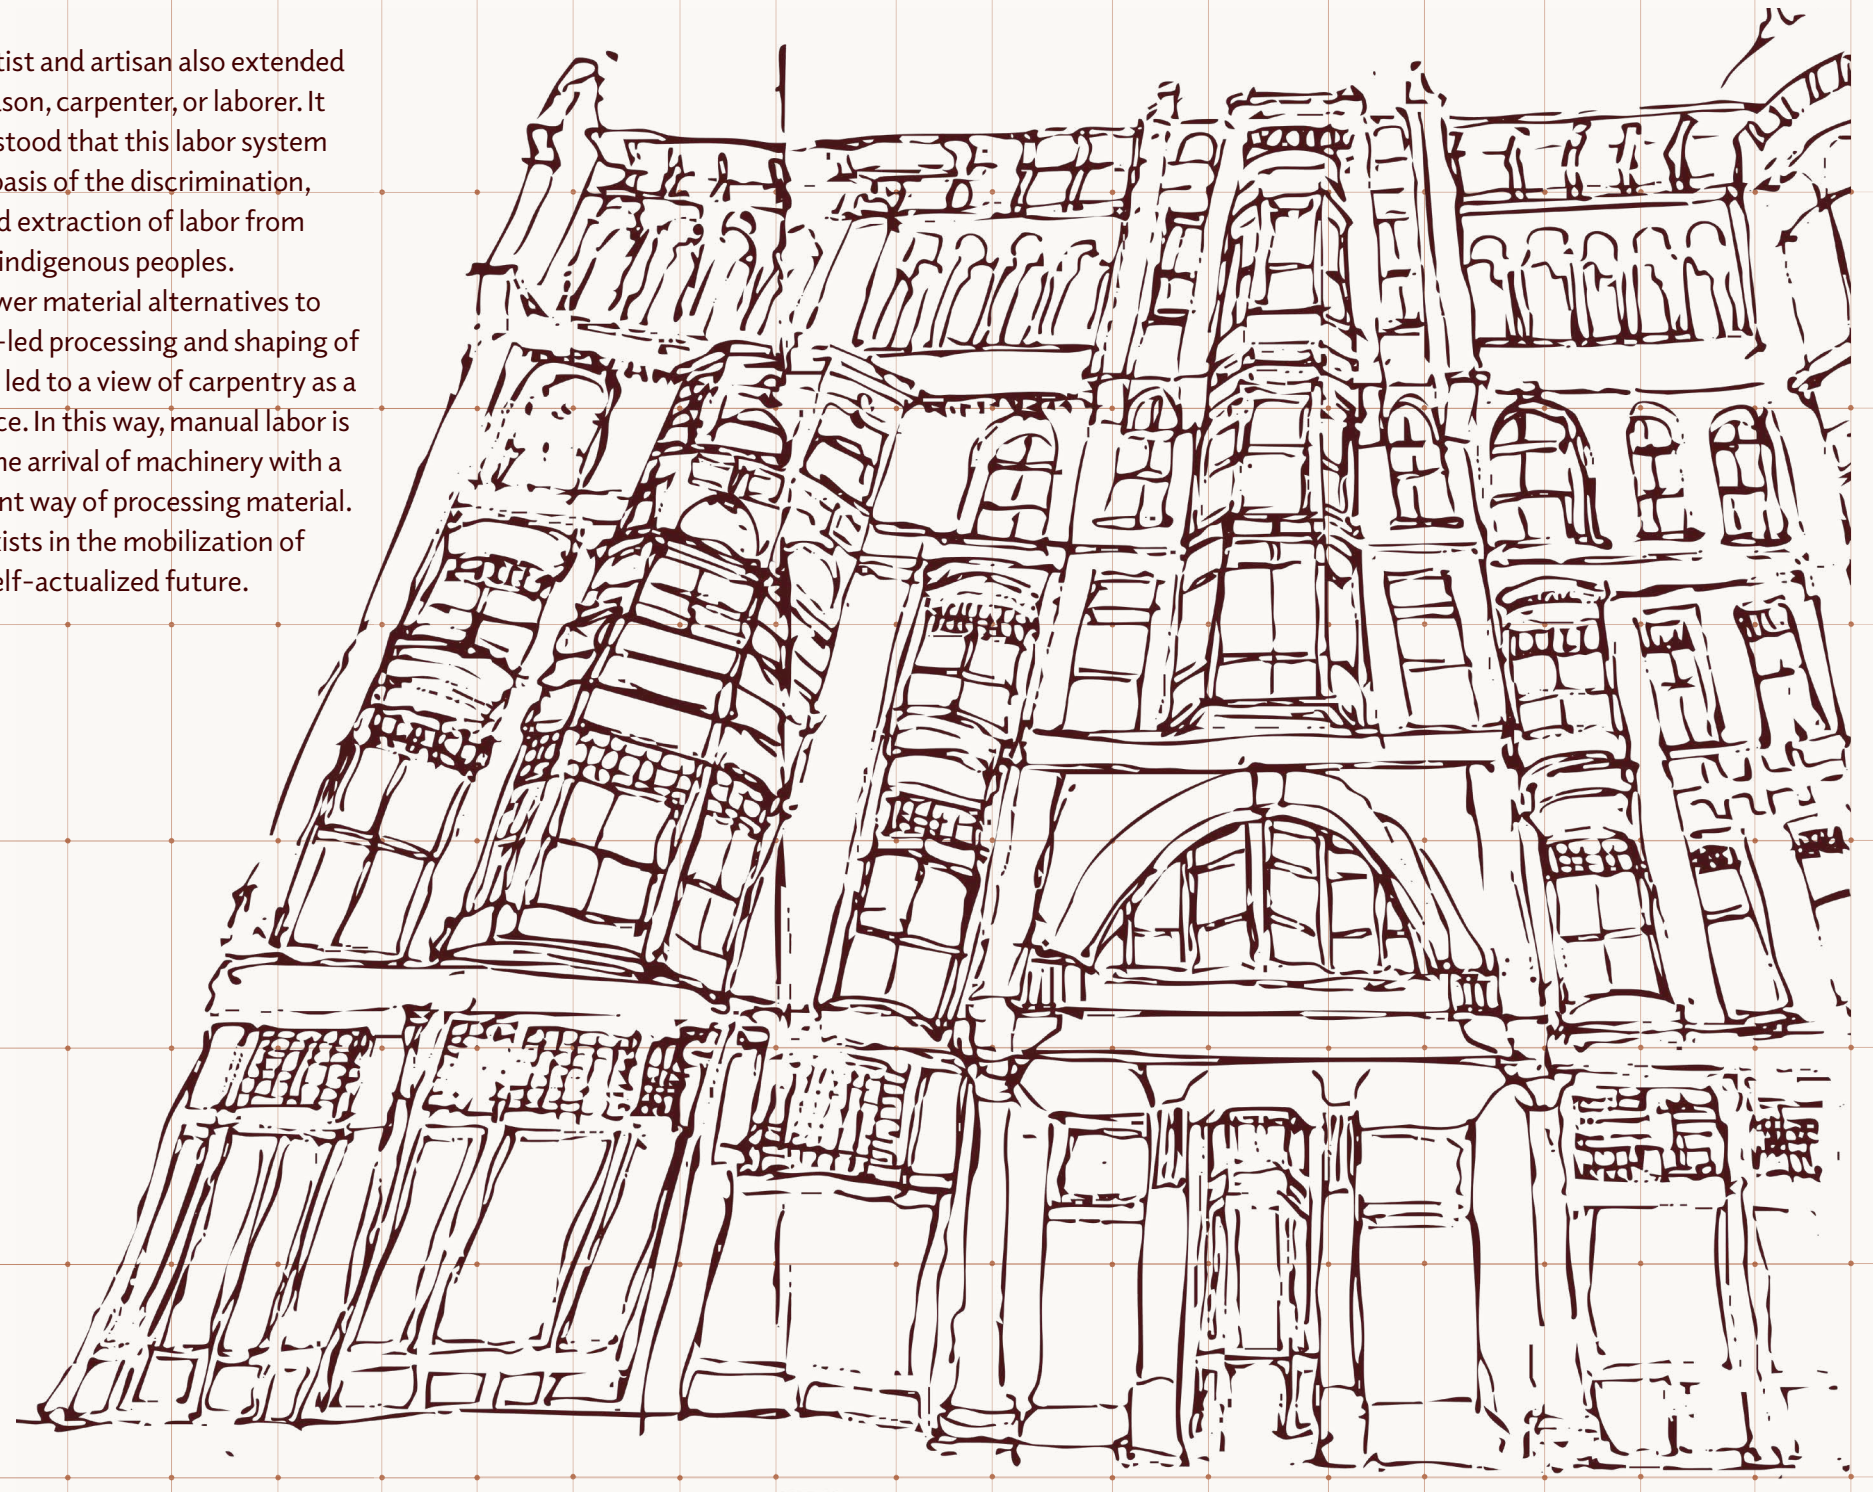 tist and artisan also extended
ason, carpenter, or laborer. It
stood that this labor system
basis of the discrimination,
d extraction of labor from
indigenous peoples.
wer material alternatives to
-led processing and shaping of
led to a view of carpentry as a
ce. In this way, manual labor is
he arrival of machinery with a
nt way of processing material.
tists in the mobilization of
elf-actualized future.